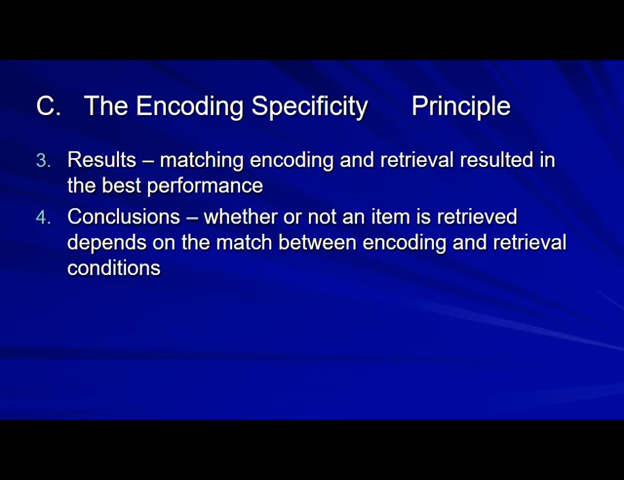 C. The Encoding Specificity Principle
3. Results – matching encoding and retrieval resulted in
the best performance
4. Conclusions – whether or not an item is retrieved
depends on the match between encoding and retrieval
conditions